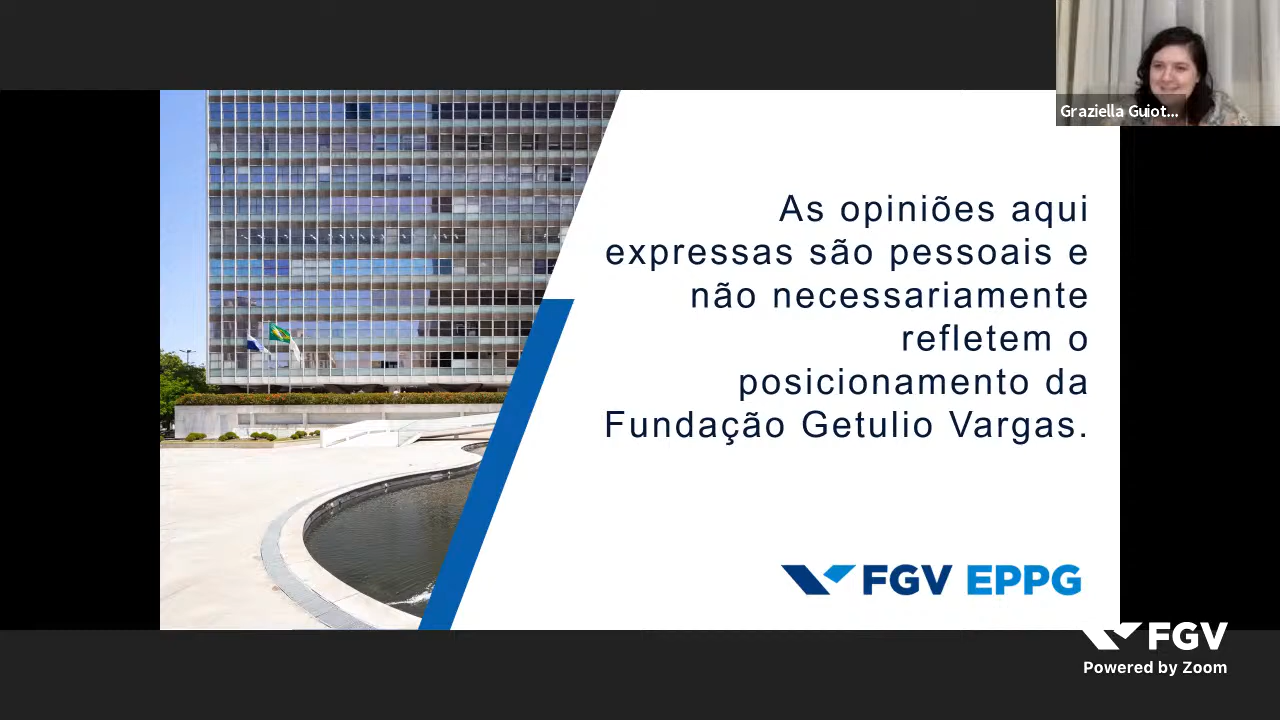 Graziella Guiot...
As opiniões aqui
expressas são pessoais e
não necessariamente
refletem o
posicionamento da
Fundação Getulio Vargas.
FGV EPPG
FGV
Powered by Zoom